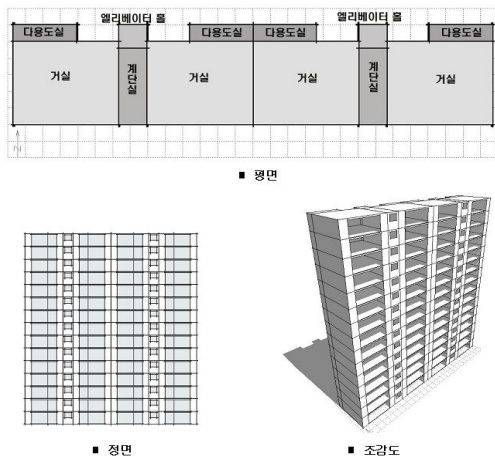 엘리베이터 홀 엘리베이터 홀
다용도실 다용도실 다용도실 다용도실
거실 계단실 거실 거실 계단실 거실
N
■ 평면
■ 정면 ■ 조감도